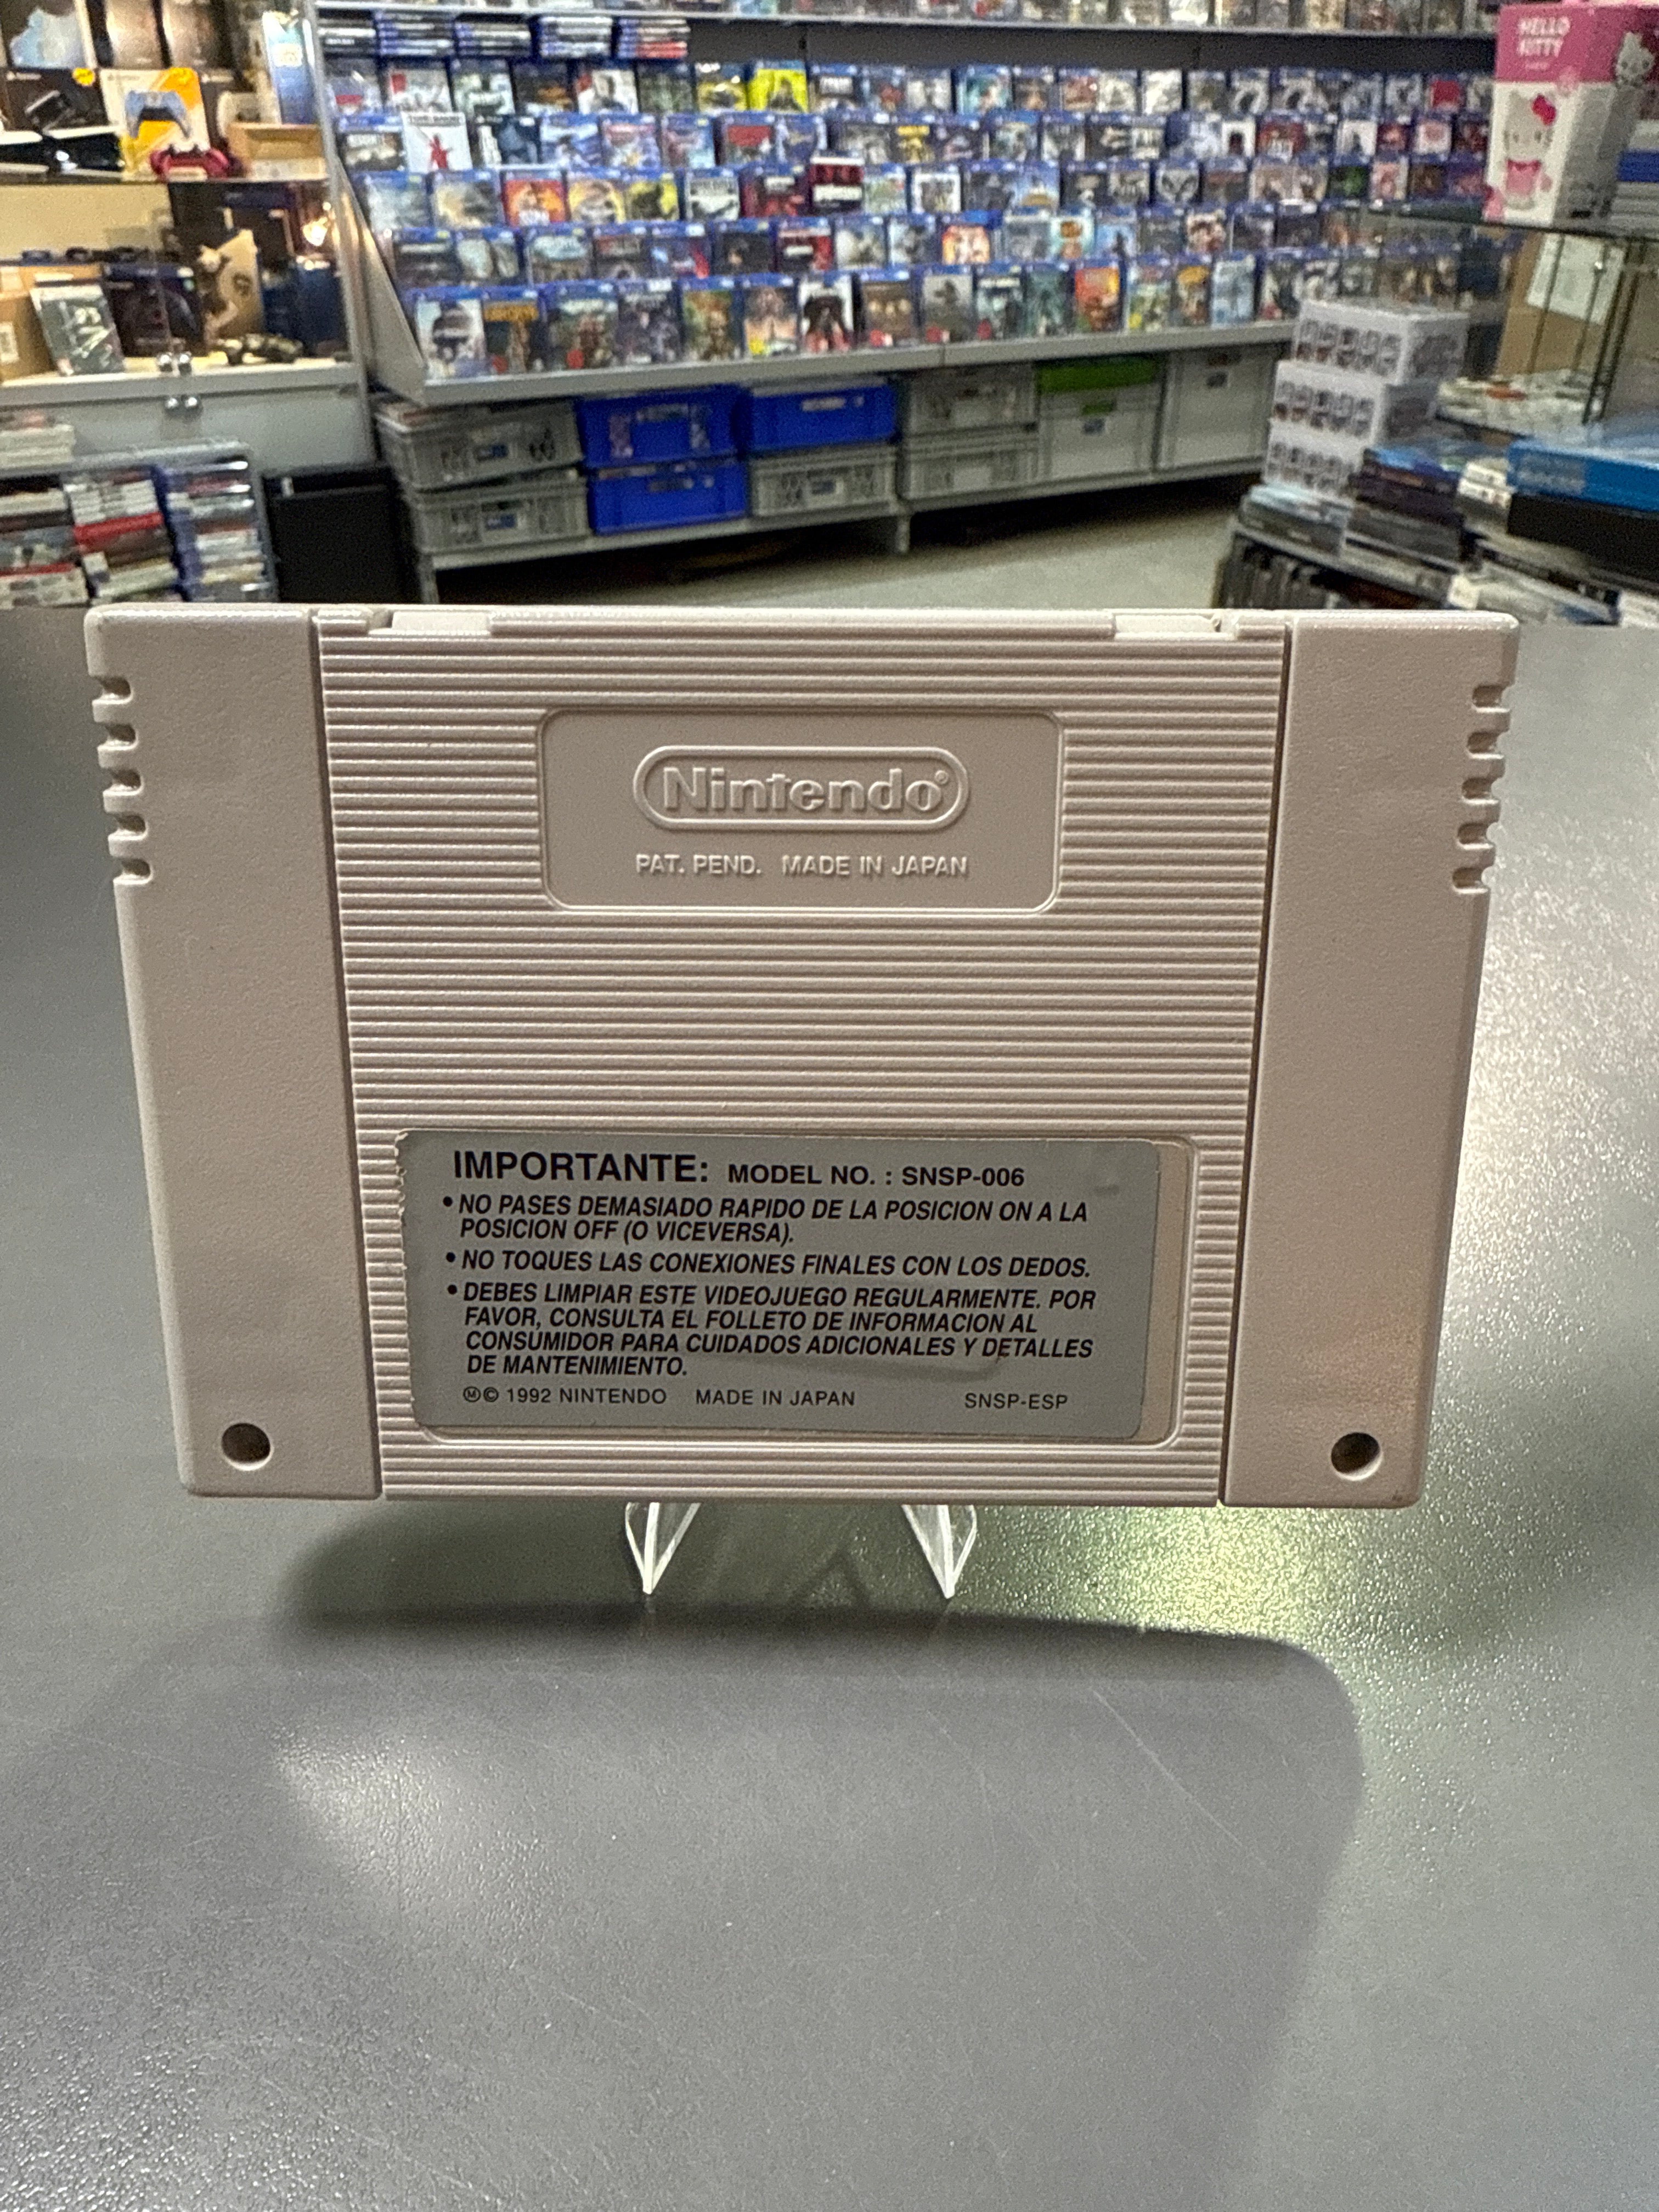 HELLO
KITTY
Nintendo®
PAT. PEND. MADE IN JAPAN
IMPORTANTE: MODEL NO. : SNSP-006
• NO PASES DEMASIADO RAPIDO DE LA POSICION ON A LA
POSICION OFF (O VICEVERSA).
• NO TOQUES LAS CONEXIONES FINALES CON LOS DEDOS.
• DEBES LIMPIAR ESTE VIDEOJUEGO REGULARMENTE. POR
FAVOR, CONSULTA EL FOLLETO DE INFORMACION AL
CONSUMIDOR PARA CUIDADOS ADICIONALES Y DETALLES
DE MANTENIMIENTO.
Ⓜ© 1992 NINTENDO MADE IN JAPAN SNSP-ESP